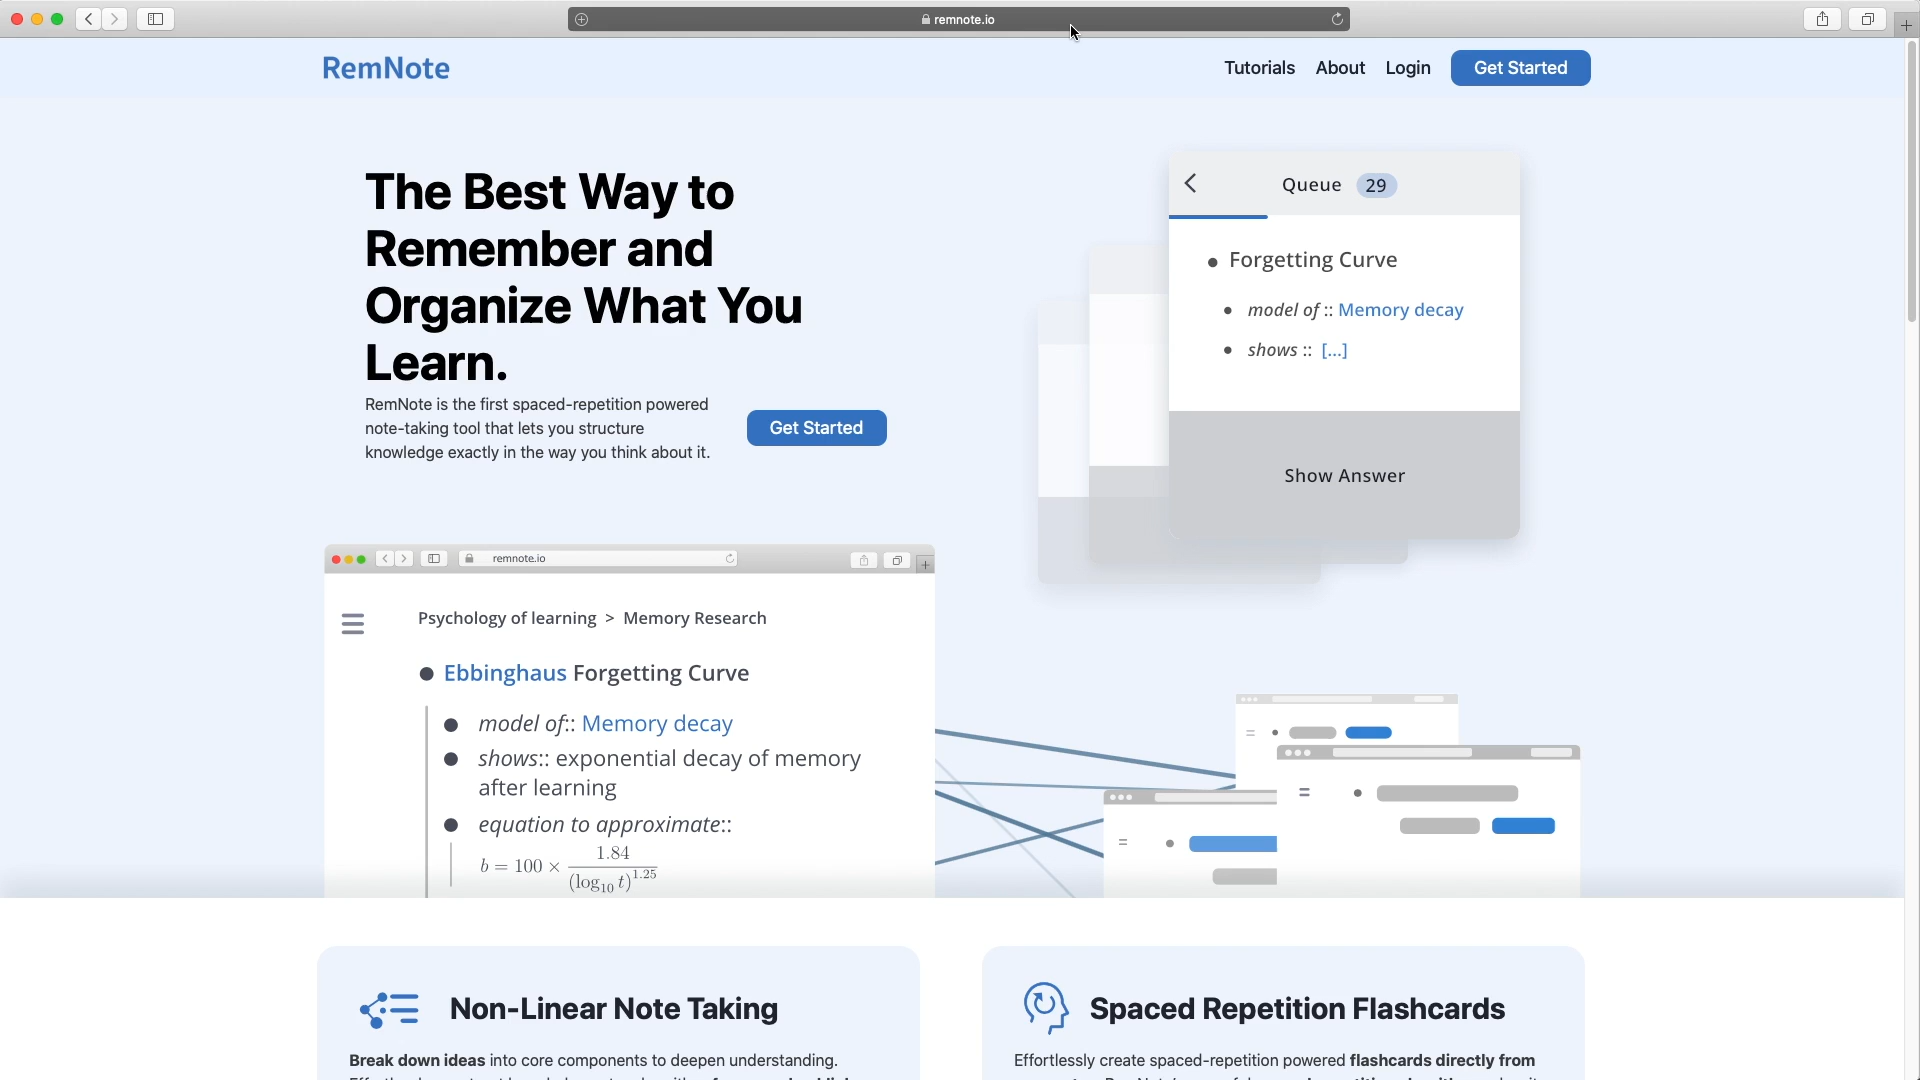 remnote.io
RemNote
Tutorials About Login Get Started
The Best Way to
Remember and
Organize What You
Learn.
RemNote is the first spaced-repetition powered
note-taking tool that lets you structure
knowledge exactly in the way you think about it.
Get Started
Queue 29
Forgetting Curve
model of :: Memory decay
shows :: [...]
Show Answer
remnote.io
Psychology of learning > Memory Research
Ebbinghaus Forgetting Curve
model of:: Memory decay
shows:: exponential decay of memory
after learning
equation to approximate::
b = 100 × 1.84 / (log₁₀ t)^1.25
Non-Linear Note Taking
Break down ideas into core components to deepen understanding.
Spaced Repetition Flashcards
Effortlessly create spaced-repetition powered flashcards directly from